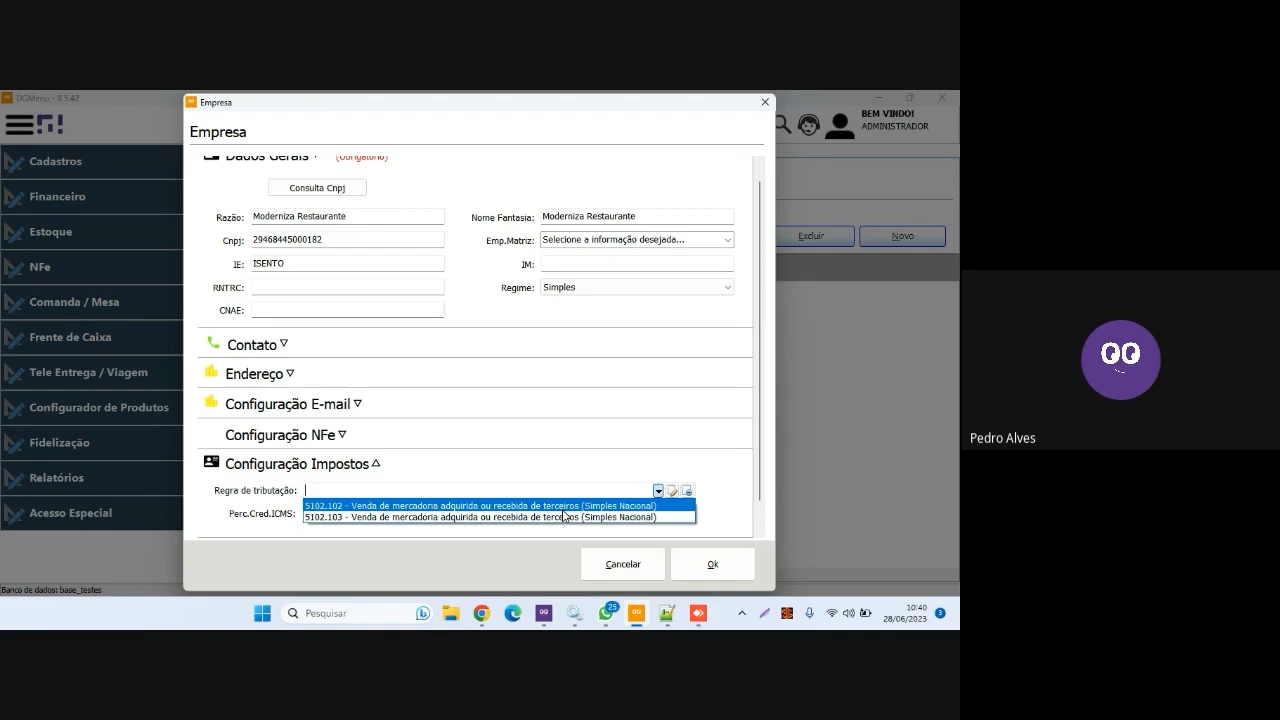 DGMenu - 8.5.42
Empresa
Empresa
BEM VINDO!
ADMINISTRADOR
Cadastros
Financeiro
Estoque
NFe
Comanda / Mesa
Frente de Caixa
Tele Entrega / Viagem
Configurador de Produtos
Fidelização
Relatórios
Acesso Especial
Excluir
Novo
Dados Gerais (Obrigatório)
Consulta Cnpj
Razão: Moderniza Restaurante
Nome Fantasia: Moderniza Restaurante
Cnpj: 29468445000182
Emp.Matriz: Selecione a informação desejada...
IE: ISENTO
IM:
RNTRC:
Regime: Simples
CNAE:
Contato
Endereço
Configuração E-mail
Configuração NFe
Configuração Impostos
Regra de tributação:
5102.102 - Venda de mercadoria adquirida ou recebida de terceiros (Simples Nacional)
Perc.Cred.ICMS:
5102.103 - Venda de mercadoria adquirida ou recebida de terceiros (Simples Nacional)
Cancelar
Ok
Banco de dados: base_testes
Pesquisar
25
10:40
28/06/2023
3
Pedro Alves